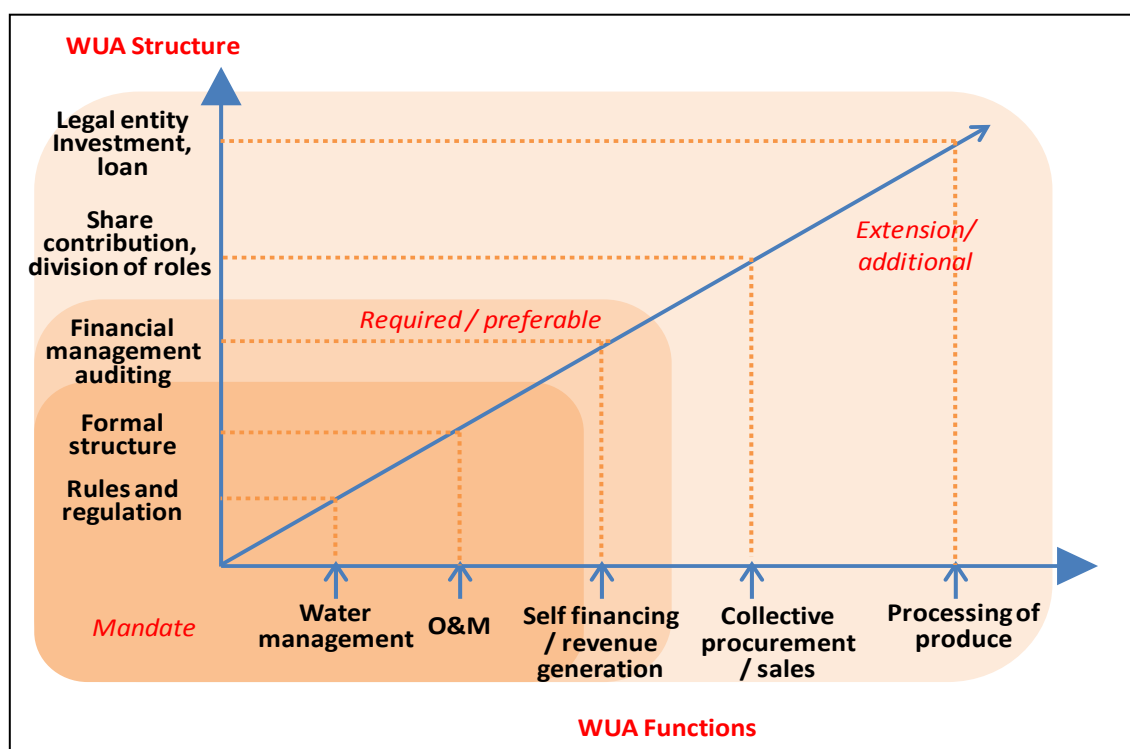 WUA Structure
Legal entity
Investment,
loan
Share
contribution,
division of roles
Extension/
additional
Required / preferable
Financial
management
auditing
Formal
structure
Rules and
regulation
Mandate
Water
management
O&M
Self financing
/ revenue
generation
Collective
procurement
/ sales
Processing of
produce
WUA Functions